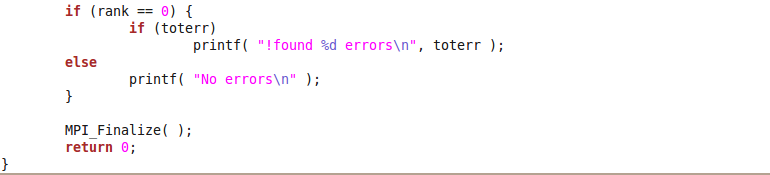 if (rank == 0) {
if (toterr)
printf( "!found %d errors\n", toterr );
else
printf( "No errors\n" );
}
MPI_Finalize( );
return 0;
}